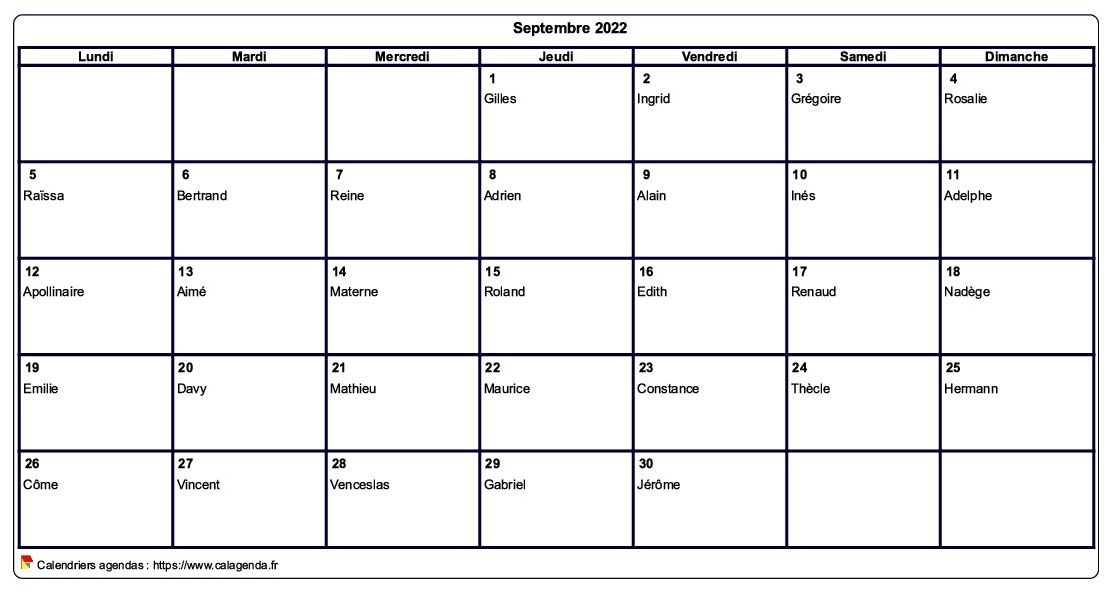 Septembre 2022
Lundi Mardi Mercredi Jeudi Vendredi Samedi Dimanche
1 2 3 4
Gilles Ingrid Grégoire Rosalie
5 6 7 8 9 10 11
Raïssa Bertrand Reine Adrien Alain Inés Adelphe
12 13 14 15 16 17 18
Apollinaire Aimé Materne Roland Edith Renaud Nadège
19 20 21 22 23 24 25
Emilie Davy Mathieu Maurice Constance Thècle Hermann
26 27 28 29 30
Côme Vincent Venceslas Gabriel Jérôme
Calendriers agendas : https://www.calagenda.fr